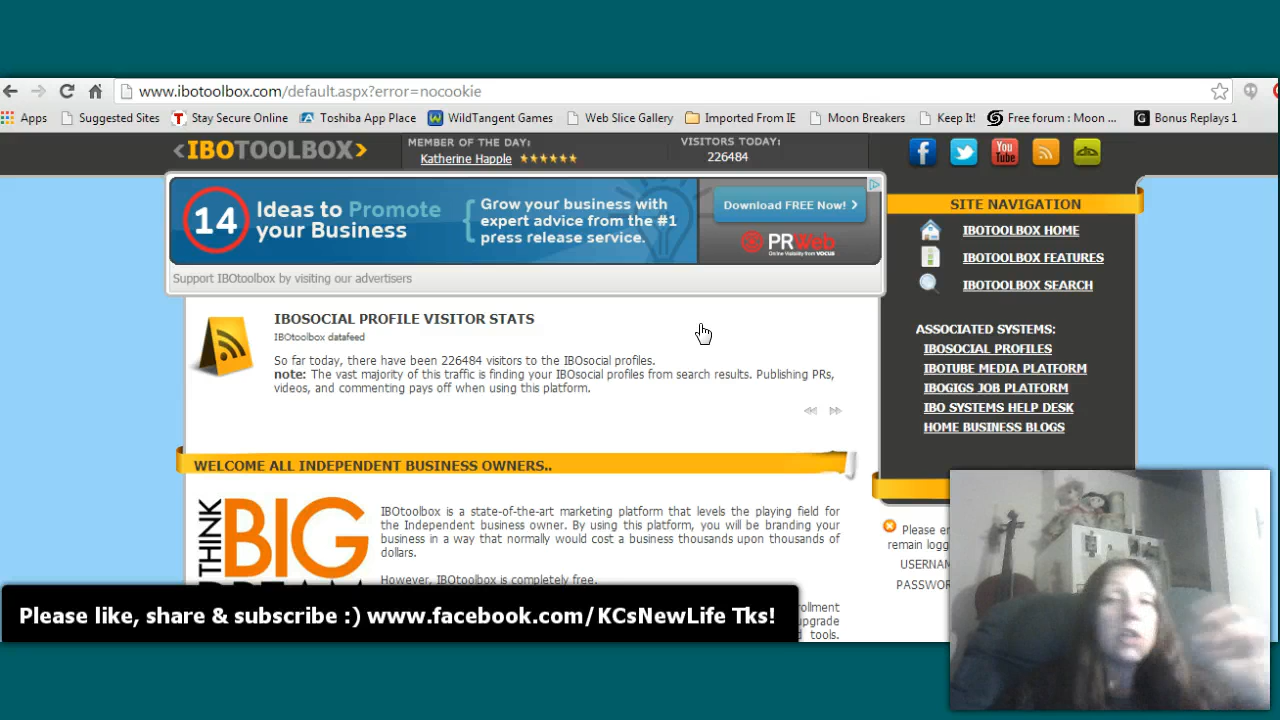 www.ibotoolbox.com/default.aspx?error=nocookie
Apps Suggested Sites Stay Secure Online Toshiba App Place WildTangent Games Web Slice Gallery Imported From IE Moon Breakers Keep It! Free forum : Moon ... Bonus Replays 1
<IBOTOOLBOX>
MEMBER OF THE DAY:
Katherine Happle
VISITORS TODAY:
226484
You Tube
14 Ideas to Promote your Business
Grow your business with
expert advice from the #1
press release service.
Download FREE Now!
PRWeb
Online Visibility from VOCUS
Support IBOtoolbox by visiting our advertisers
SITE NAVIGATION
IBOTOOLBOX HOME
IBOTOOLBOX FEATURES
IBOTOOLBOX SEARCH
ASSOCIATED SYSTEMS:
IBOSOCIAL PROFILES
IBOTUBE MEDIA PLATFORM
IBOGIGS JOB PLATFORM
IBO SYSTEMS HELP DESK
HOME BUSINESS BLOGS
IBOSOCIAL PROFILE VISITOR STATS
IBOtoolbox datafeed
So far today, there have been 226484 visitors to the IBOsocial profiles.
note: The vast majority of this traffic is finding your IBOsocial profiles from search results. Publishing PRs,
videos, and commenting pays off when using this platform.
WELCOME ALL INDEPENDENT BUSINESS OWNERS..
THINK
BIG
IBOtoolbox is a state-of-the-art marketing platform that levels the playing field for
the Independent business owner. By using this platform, you will be branding your
business in a way that normally would cost a business thousands upon thousands of
dollars.
However, IBOtoolbox is completely free.
upgrade
tools.
Please
remain
Please like, share & subscribe :) www.facebook.com/KCsNewLife Tks!